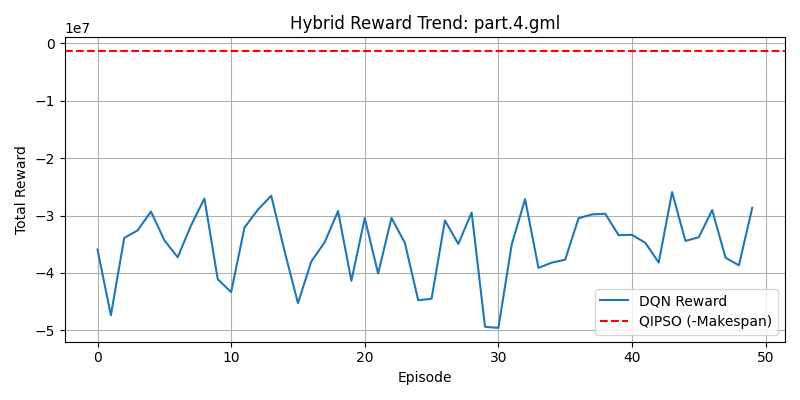 Hybrid Reward Trend: part.4.gml
1e7
0
−1
−2
−3
−4
−5
Total Reward
0
10
20
30
40
50
Episode
DQN Reward
QIPSO (-Makespan)